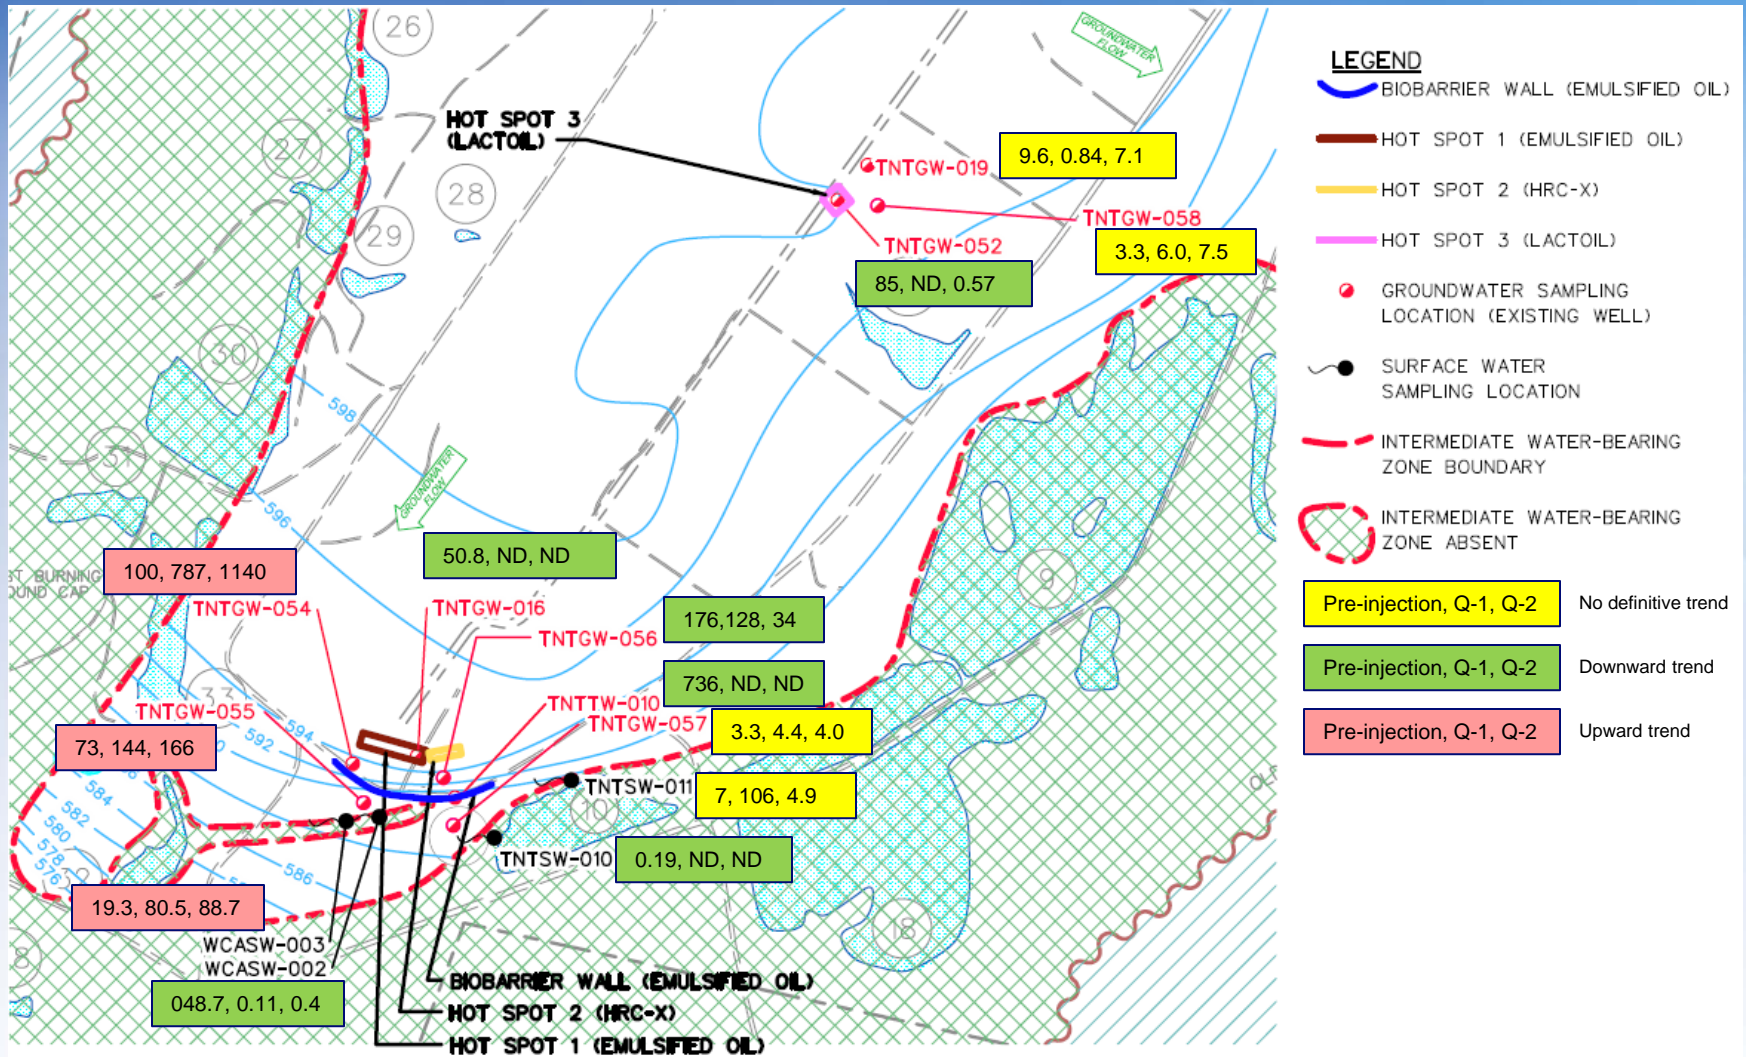 26
GROUNDWATER
FLOW
27
HOT SPOT 3
(LACTOIL)
28
29
TNTGW-019
9.6, 0.84, 7.1
TNTGW-058
3.3, 6.0, 7.5
TNTGW-052
85, ND, 0.57
30
598
31
GROUNDWATER
FLOW
596
50.8, ND, ND
100, 787, 1140
BURNING
CAP
TNTGW-054
TNTGW-016
TNTGW-056
176,128, 34
9
736, ND, ND
33
TNTGW-055
TNTTW-010
TNTGW-057
3.3, 4.4, 4.0
73, 144, 166
594
592
584
582
580
578
576
TNTSW-011
7, 106, 4.9
10
TNTSW-010
0.19, ND, ND
586
19.3, 80.5, 88.7
18
8
WCASW-003
WCASW-002
048.7, 0.11, 0.4
BIOBARRIER WALL (EMULSIFIED OIL)
HOT SPOT 2 (HRC-X)
HOT SPOT 1 (EMULSIFIED OIL)
LEGEND
BIOBARRIER WALL (EMULSIFIED OIL)
HOT SPOT 1 (EMULSIFIED OIL)
HOT SPOT 2 (HRC-X)
HOT SPOT 3 (LACTOIL)
GROUNDWATER SAMPLING
LOCATION (EXISTING WELL)
SURFACE WATER
SAMPLING LOCATION
INTERMEDIATE WATER-BEARING
ZONE BOUNDARY
INTERMEDIATE WATER-BEARING
ZONE ABSENT
Pre-injection, Q-1, Q-2 No definitive trend
Pre-injection, Q-1, Q-2 Downward trend
Pre-injection, Q-1, Q-2 Upward trend